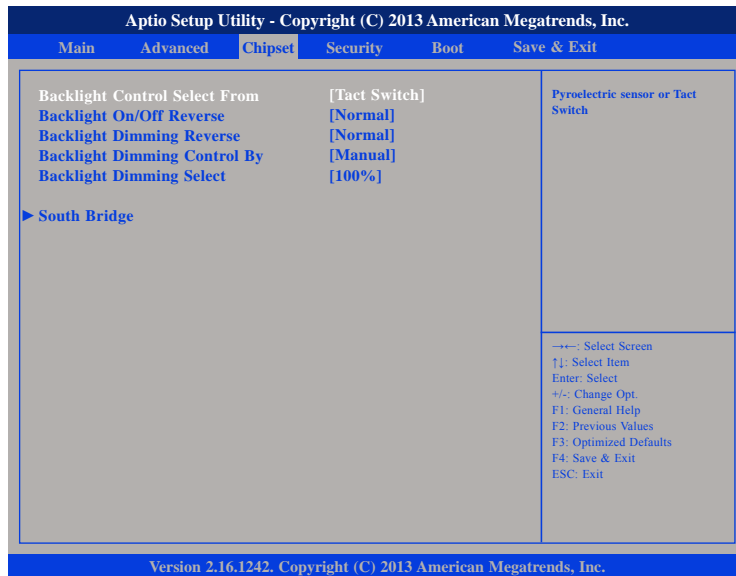 Aptio Setup Utility - Copyright (C) 2013 American Megatrends, Inc.
Main Advanced Chipset Security Boot Save & Exit
Backlight Control Select From [Tact Switch]
Backlight On/Off Reverse [Normal]
Backlight Dimming Reverse [Normal]
Backlight Dimming Control By [Manual]
Backlight Dimming Select [100%]
▶ South Bridge
Pyroelectric sensor or Tact
Switch
→←: Select Screen
↑↓: Select Item
Enter: Select
+/-: Change Opt.
F1: General Help
F2: Previous Values
F3: Optimized Defaults
F4: Save & Exit
ESC: Exit
Version 2.16.1242. Copyright (C) 2013 American Megatrends, Inc.